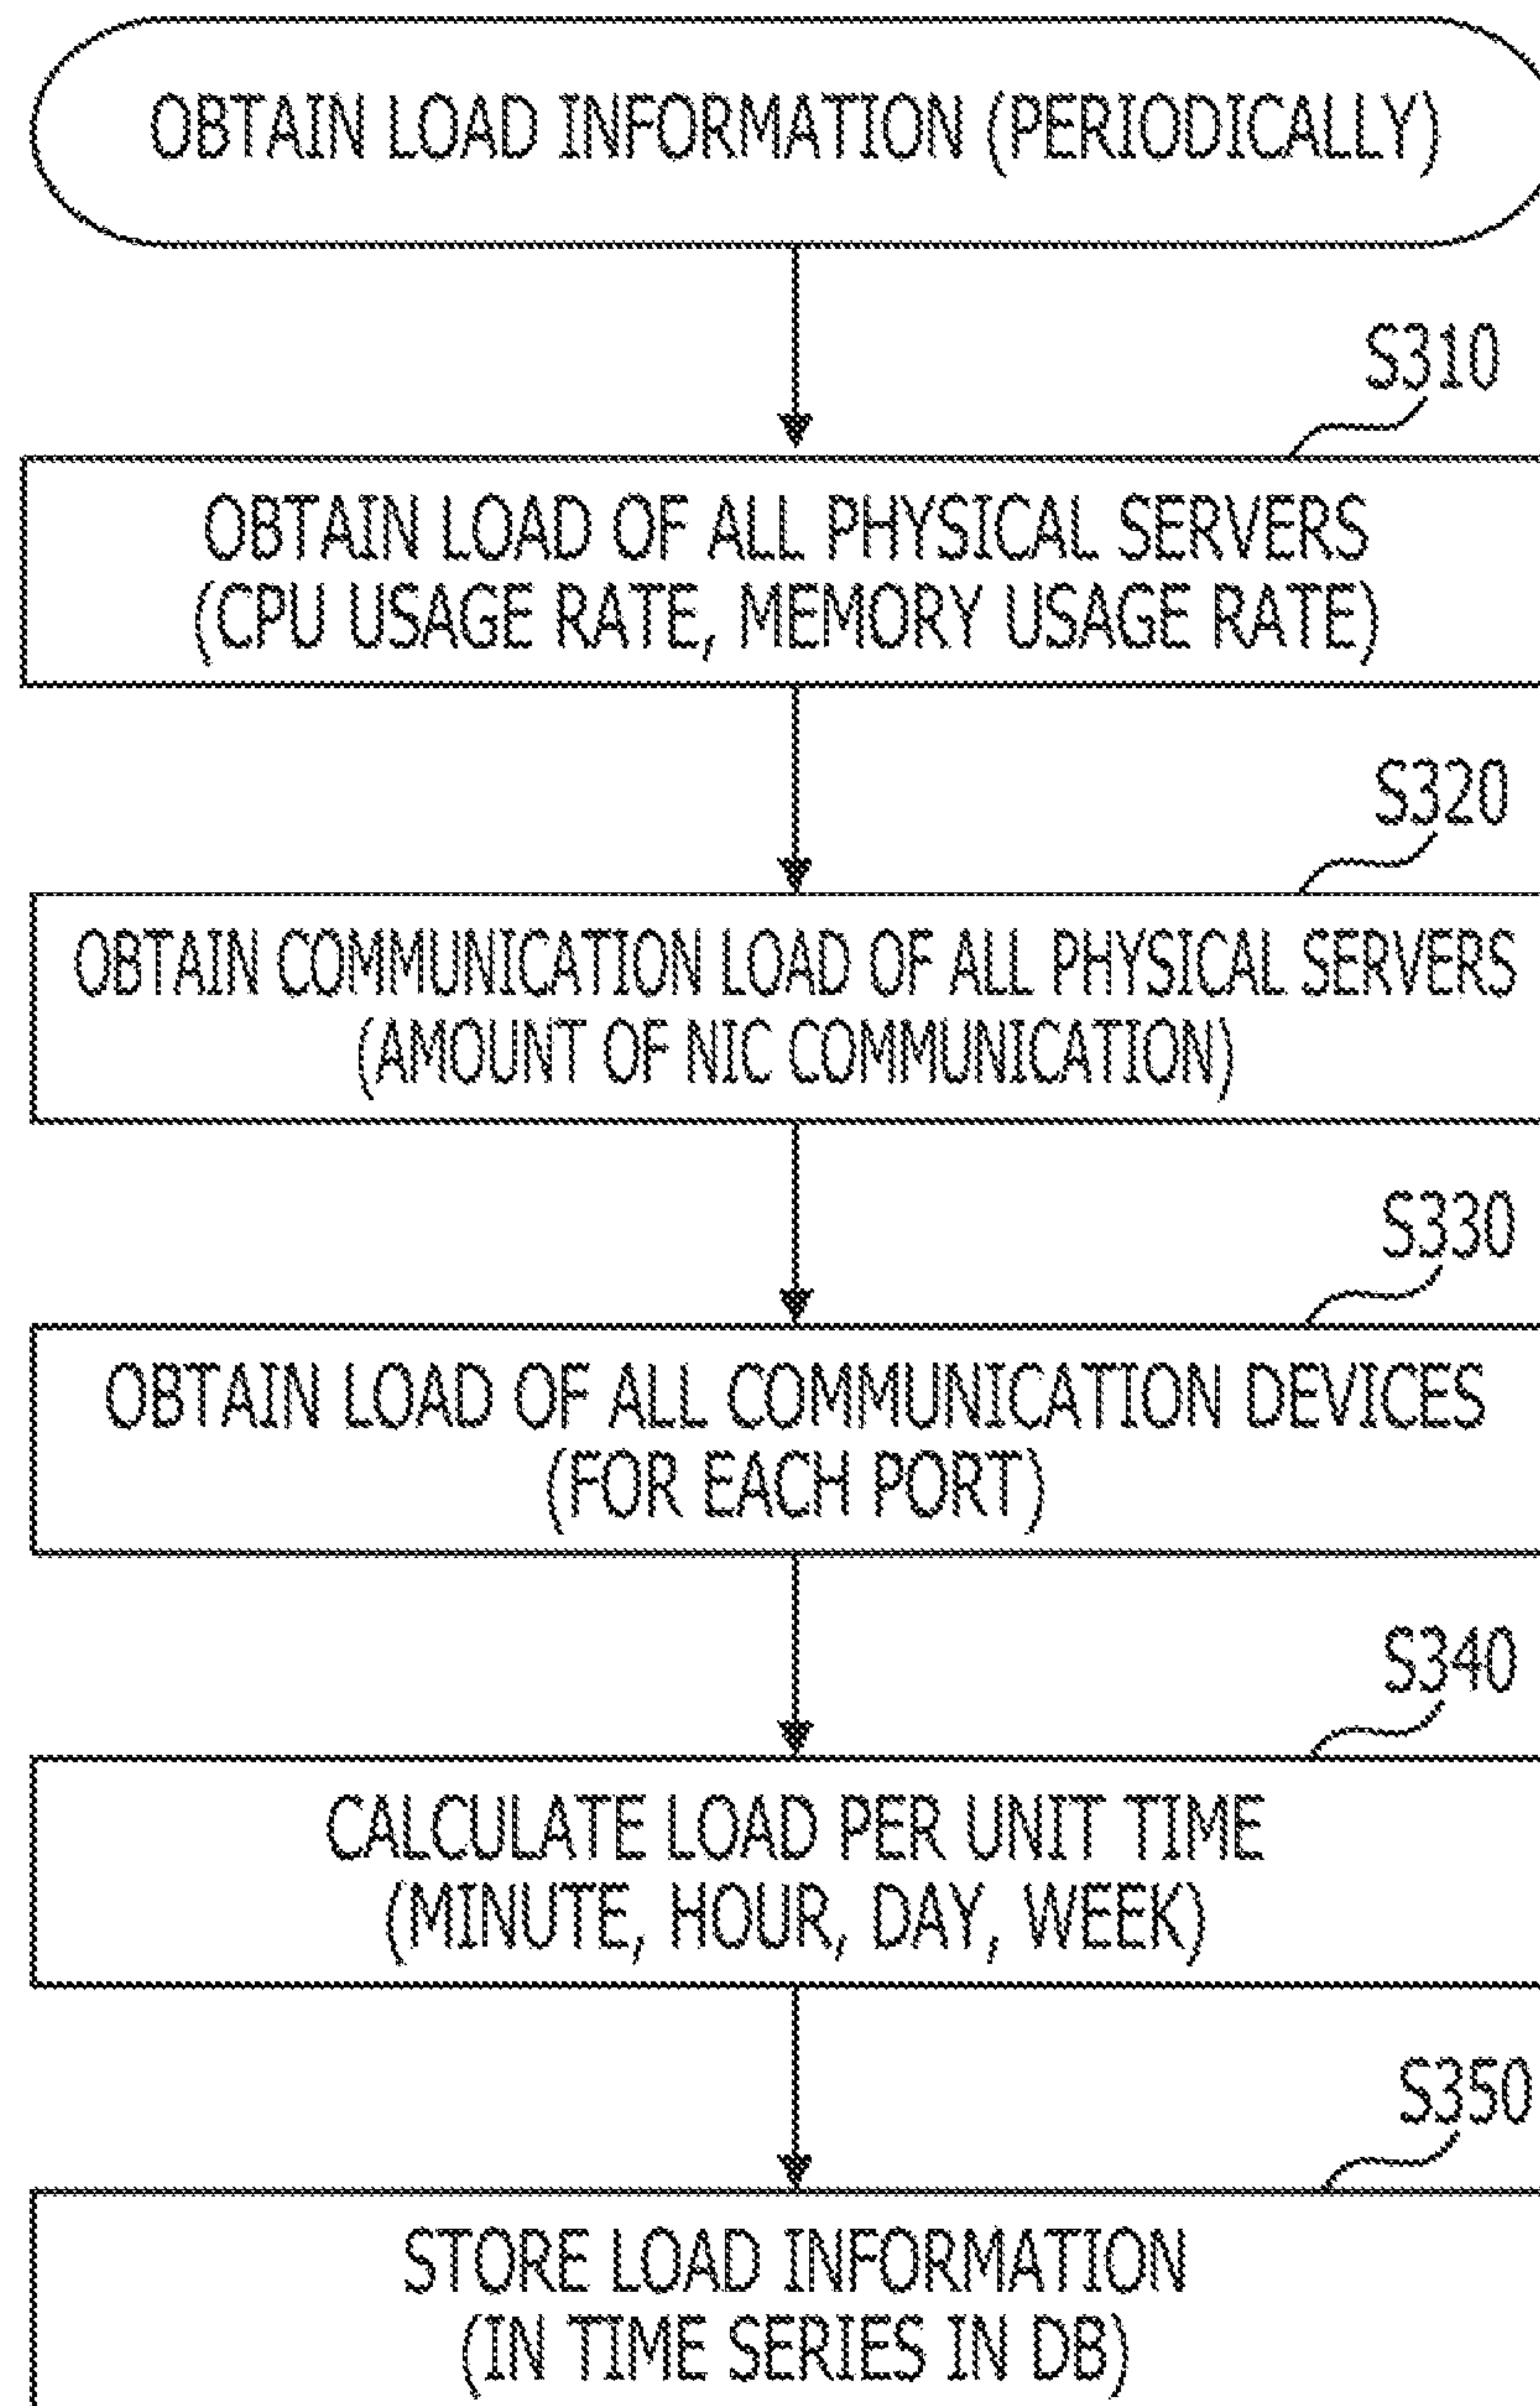 OBTAIN LOAD INFORMATION (PERIODICALLY)
S310
OBTAIN LOAD OF ALL PHYSICAL SERVERS
(CPU USAGE RATE, MEMORY USAGE RATE)
S320
OBTAIN COMMUNICATION LOAD OF ALL PHYSICAL SERVERS
(AMOUNT OF NIC COMMUNICATION)
S330
OBTAIN LOAD OF ALL COMMUNICATION DEVICES
(FOR EACH PORT)
S340
CALCULATE LOAD PER UNIT TIME
(MINUTE, HOUR, DAY, WEEK)
S350
STORE LOAD INFORMATION
(IN TIME SERIES IN DB)